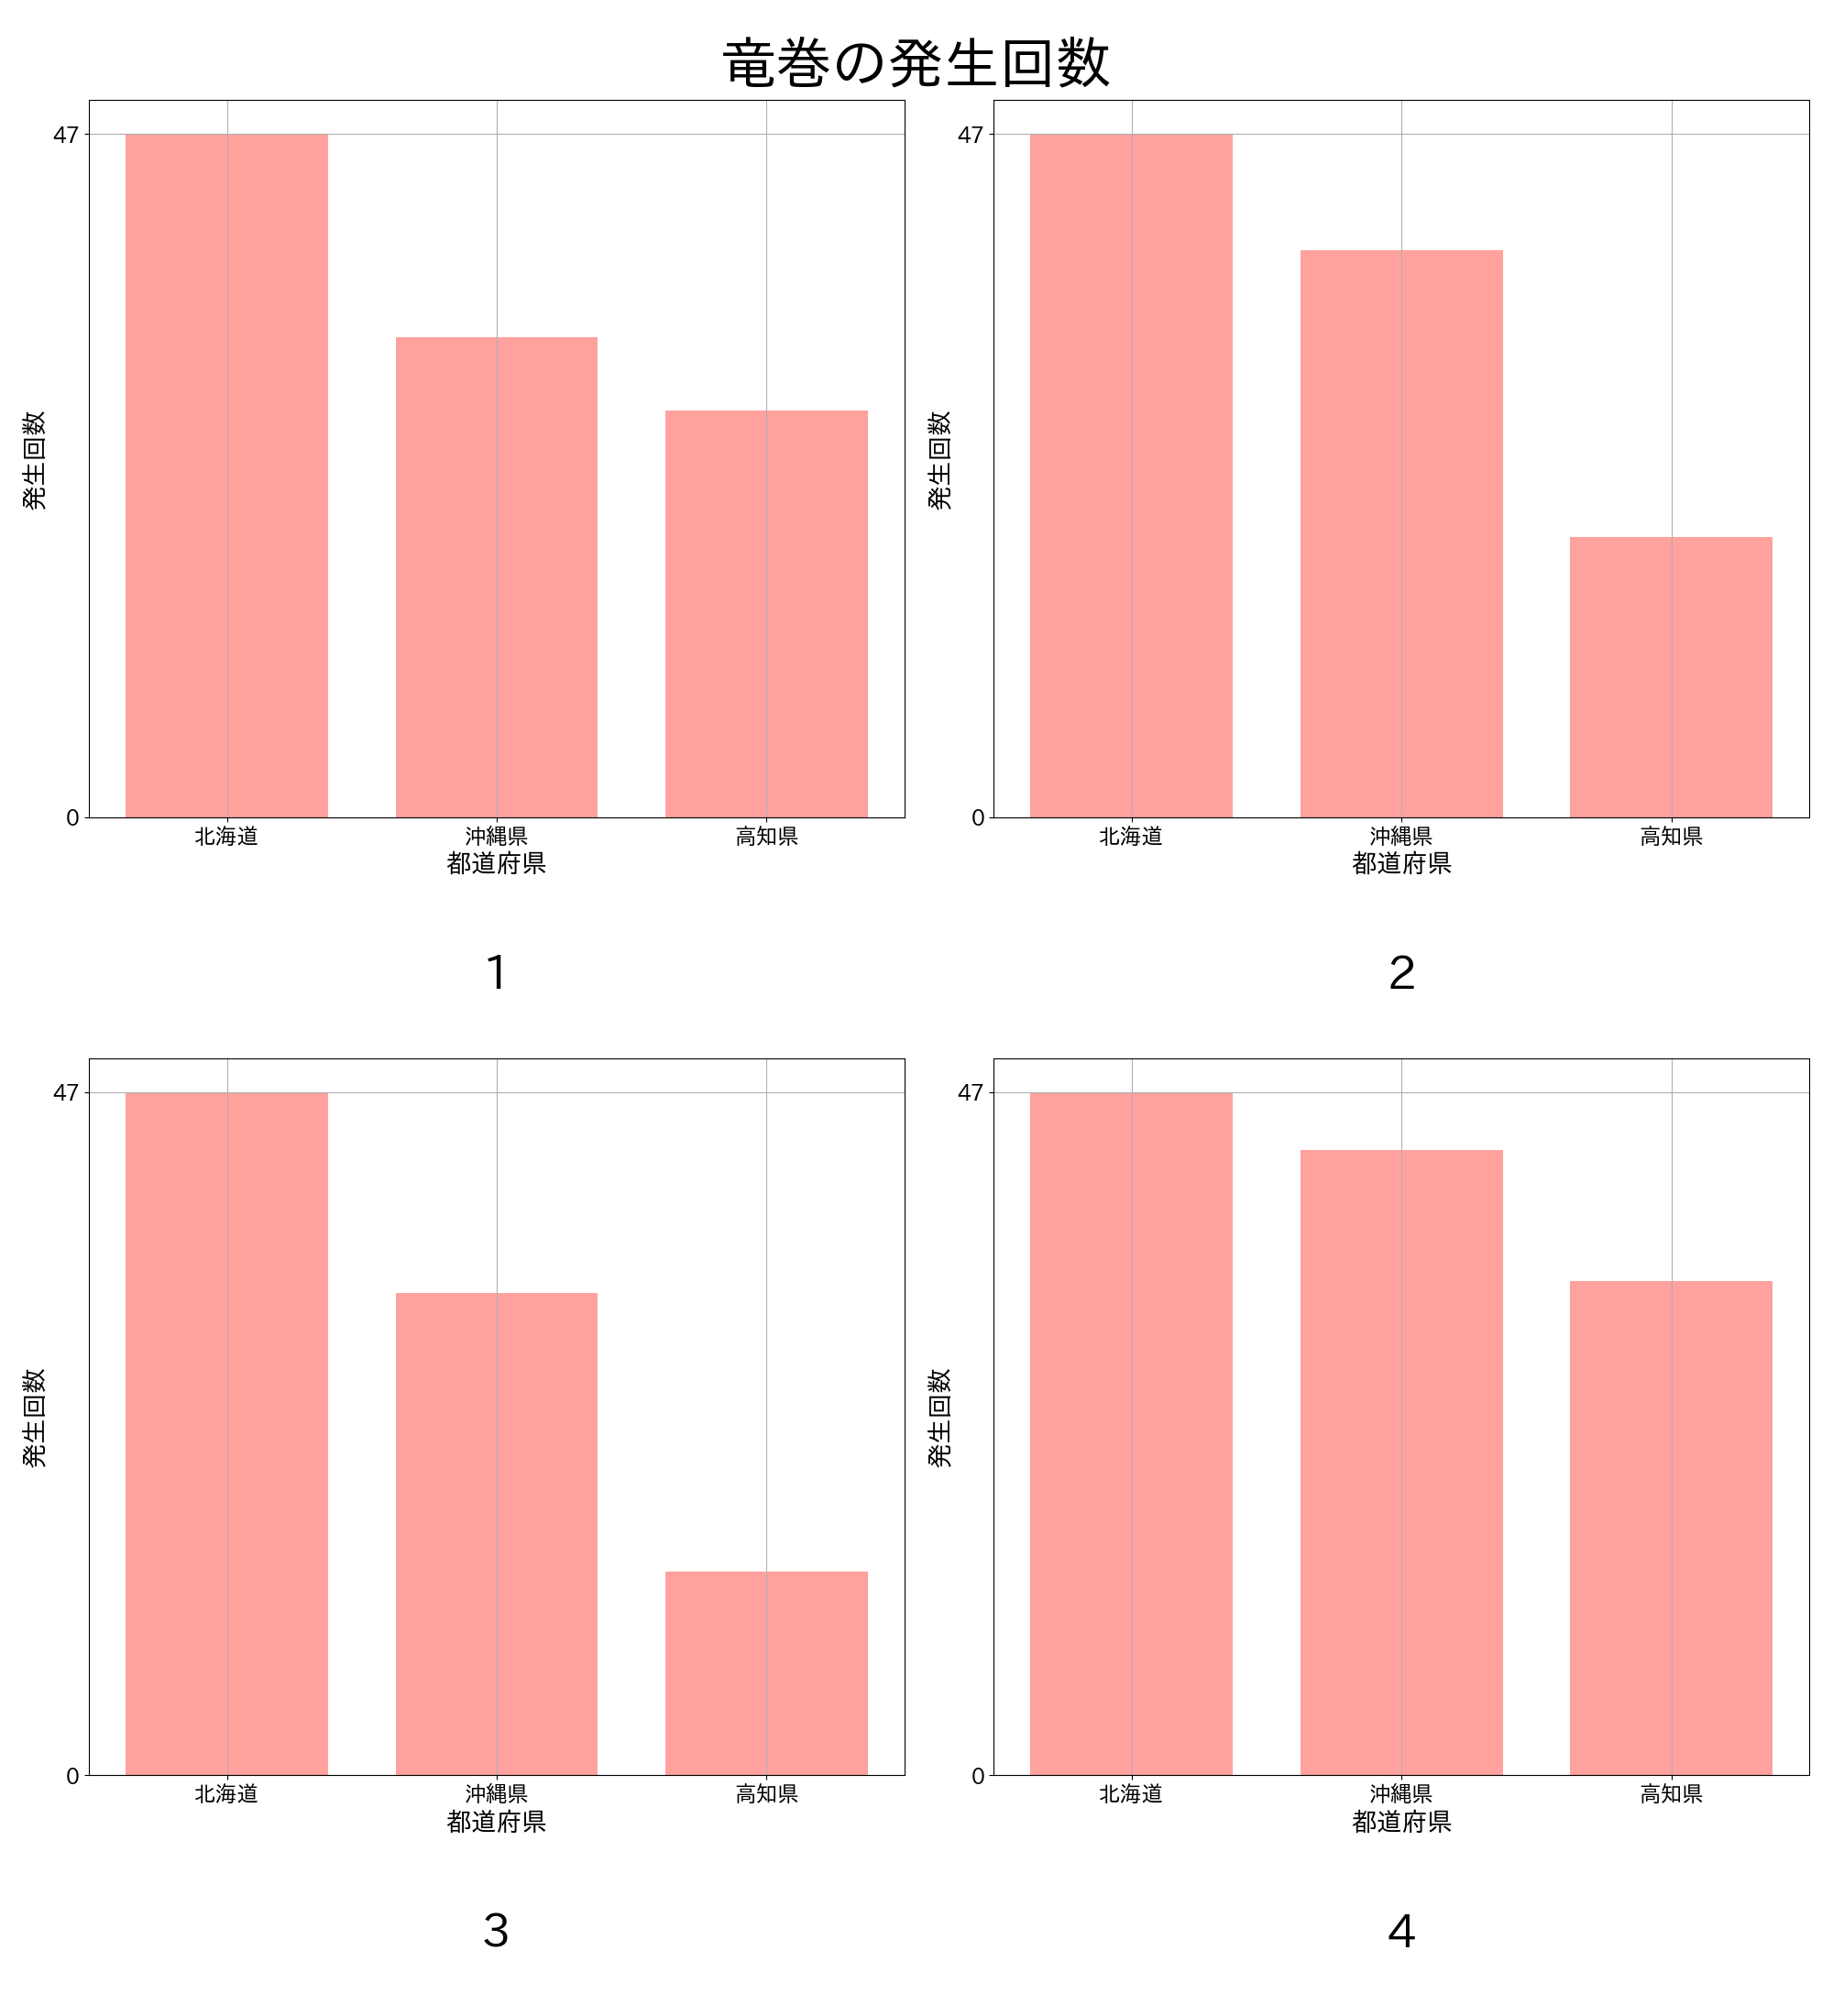 竜巻の発生回数
47
0
発生回数
北海道 沖縄県 高知県
都道府県
1
47
0
発生回数
北海道 沖縄県 高知県
都道府県
2
47
0
発生回数
北海道 沖縄県 高知県
都道府県
3
47
0
発生回数
北海道 沖縄県 高知県
都道府県
4